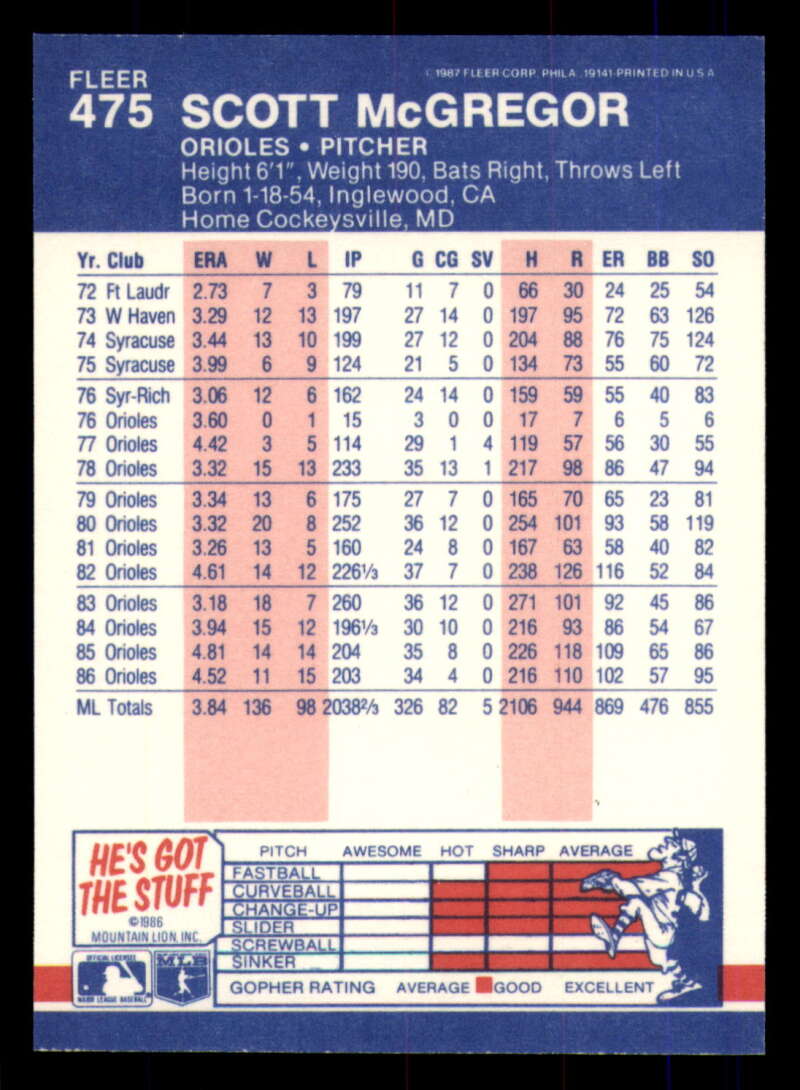 FLEER
© 1987 FLEER CORP. PHILA. 19141-PRINTED IN U S A
475 SCOTT McGREGOR
ORIOLES • PITCHER
Height 6'1", Weight 190, Bats Right, Throws Left
Born 1-18-54, Inglewood, CA
Home Cockeysville, MD
Yr. Club ERA W L IP G CG SV H R ER BB SO
72 Ft Laudr 2.73 7 3 79 11 7 0 66 30 24 25 54
73 W Haven 3.29 12 13 197 27 14 0 197 95 72 63 126
74 Syracuse 3.44 13 10 199 27 12 0 204 88 76 75 124
75 Syracuse 3.99 6 9 124 21 5 0 134 73 55 60 72
76 Syr-Rich 3.06 12 6 162 24 14 0 159 59 55 40 83
76 Orioles 3.60 0 1 15 3 0 0 17 7 6 5 6
77 Orioles 4.42 3 5 114 29 1 4 119 57 56 30 55
78 Orioles 3.32 15 13 233 35 13 1 217 98 86 47 94
79 Orioles 3.34 13 6 175 27 7 0 165 70 65 23 81
80 Orioles 3.32 20 8 252 36 12 0 254 101 93 58 119
81 Orioles 3.26 13 5 160 24 8 0 167 63 58 40 82
82 Orioles 4.61 14 12 226⅓ 37 7 0 238 126 116 52 84
83 Orioles 3.18 18 7 260 36 12 0 271 101 92 45 86
84 Orioles 3.94 15 12 196⅓ 30 10 0 216 93 86 54 67
85 Orioles 4.81 14 14 204 35 8 0 226 118 109 65 86
86 Orioles 4.52 11 15 203 34 4 0 216 110 102 57 95
ML Totals 3.84 136 98 2038⅔ 326 82 5 2106 944 869 476 855
HE'S GOT
THE STUFF
©1986
MOUNTAIN LION, INC.
PITCH AWESOME HOT SHARP AVERAGE
FASTBALL
CURVEBALL
CHANGE-UP
SLIDER
SCREWBALL
SINKER
GOPHER RATING AVERAGE GOOD EXCELLENT
OFFICIAL LICENSEE
MAJOR LEAGUE BASEBALL
MLB